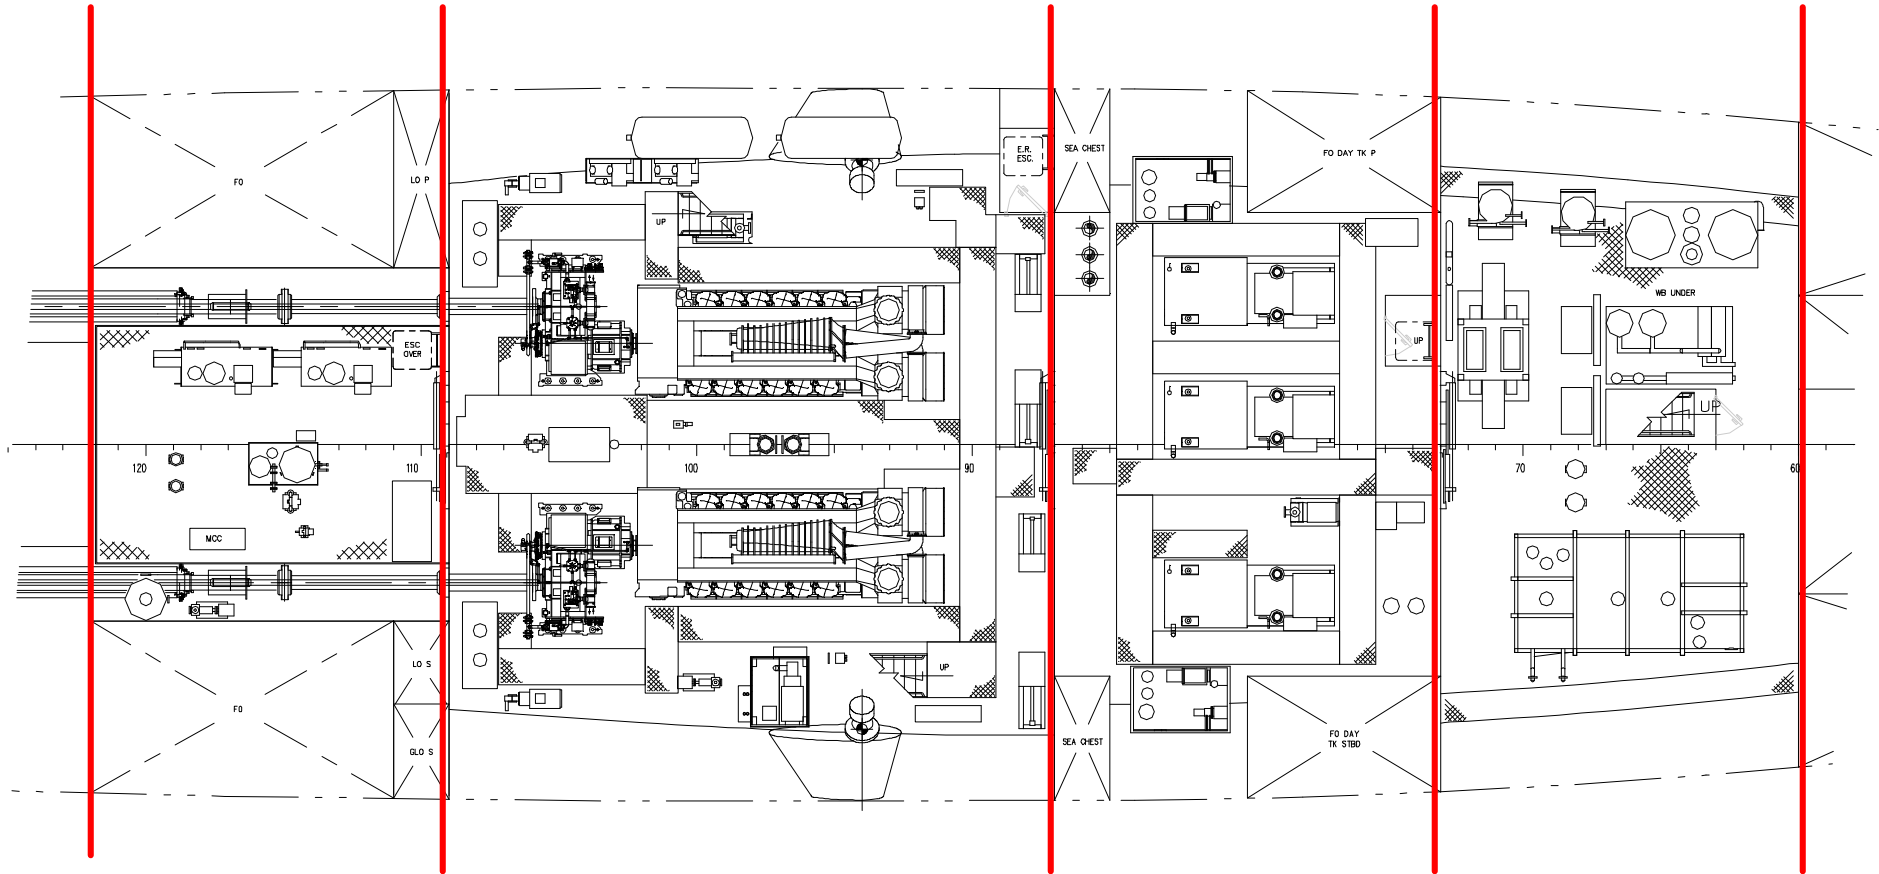 FO
LO P
E.R.
ESC.
SEA CHEST
FO DAY TK P
UP
WB UNDER
ESC
OVER
UP
UP
120
110
100
90
70
60
MCC
LO S
UP
FO
GLO S
SEA CHEST
FO DAY
TK STBD